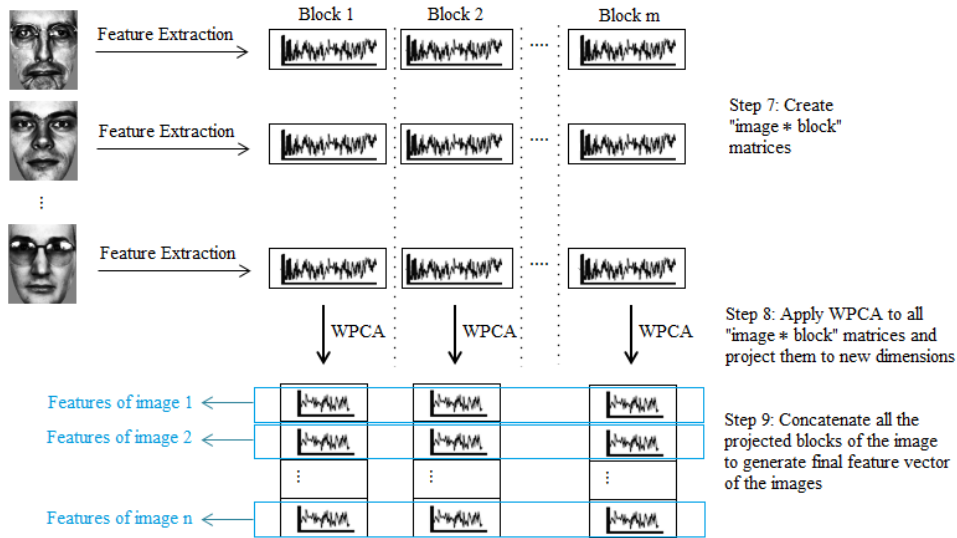 Block 1
Block 2
Block m
Feature Extraction
....
Feature Extraction
....
Step 7: Create
"image * block"
matrices
⋮
Feature Extraction
....
WPCA
WPCA
WPCA
Step 8: Apply WPCA to all
"image * block" matrices and
project them to new dimensions
Features of image 1
Features of image 2
⋮
⋮
⋮
Features of image n
Step 9: Concatenate all the
projected blocks of the image
to generate final feature vector
of the images